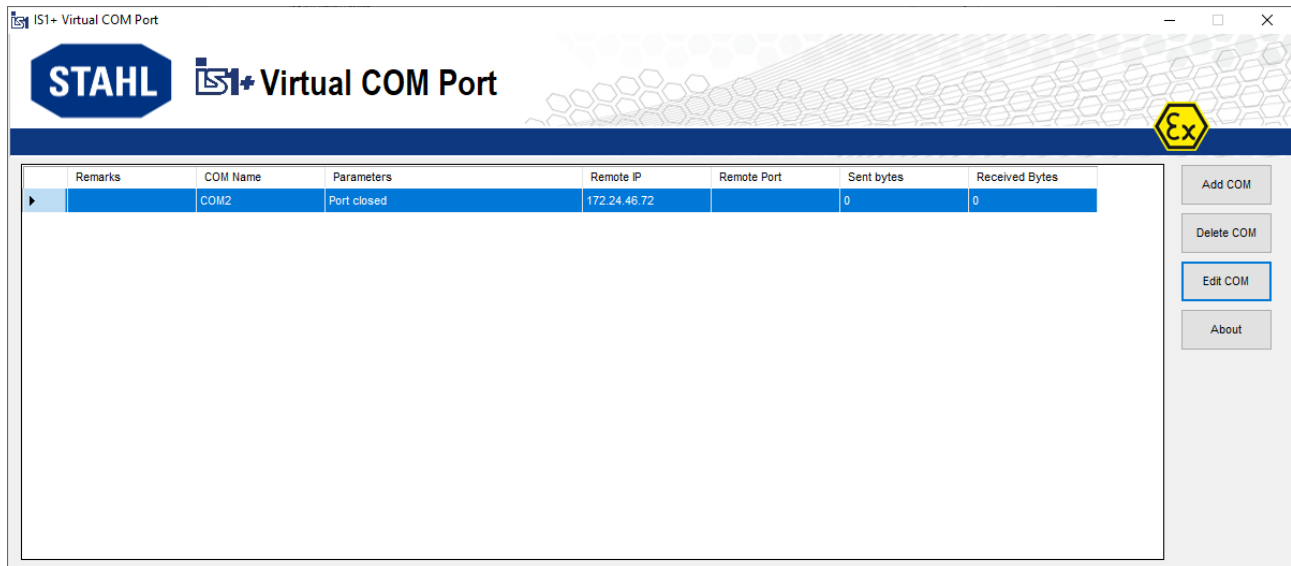 IS1+ Virtual COM Port
STAHL IS1+ Virtual COM Port
Ex
Remarks COM Name Parameters Remote IP Remote Port Sent bytes Received Bytes
COM2 Port closed 172.24.46.72 0 0
Add COM
Delete COM
Edit COM
About